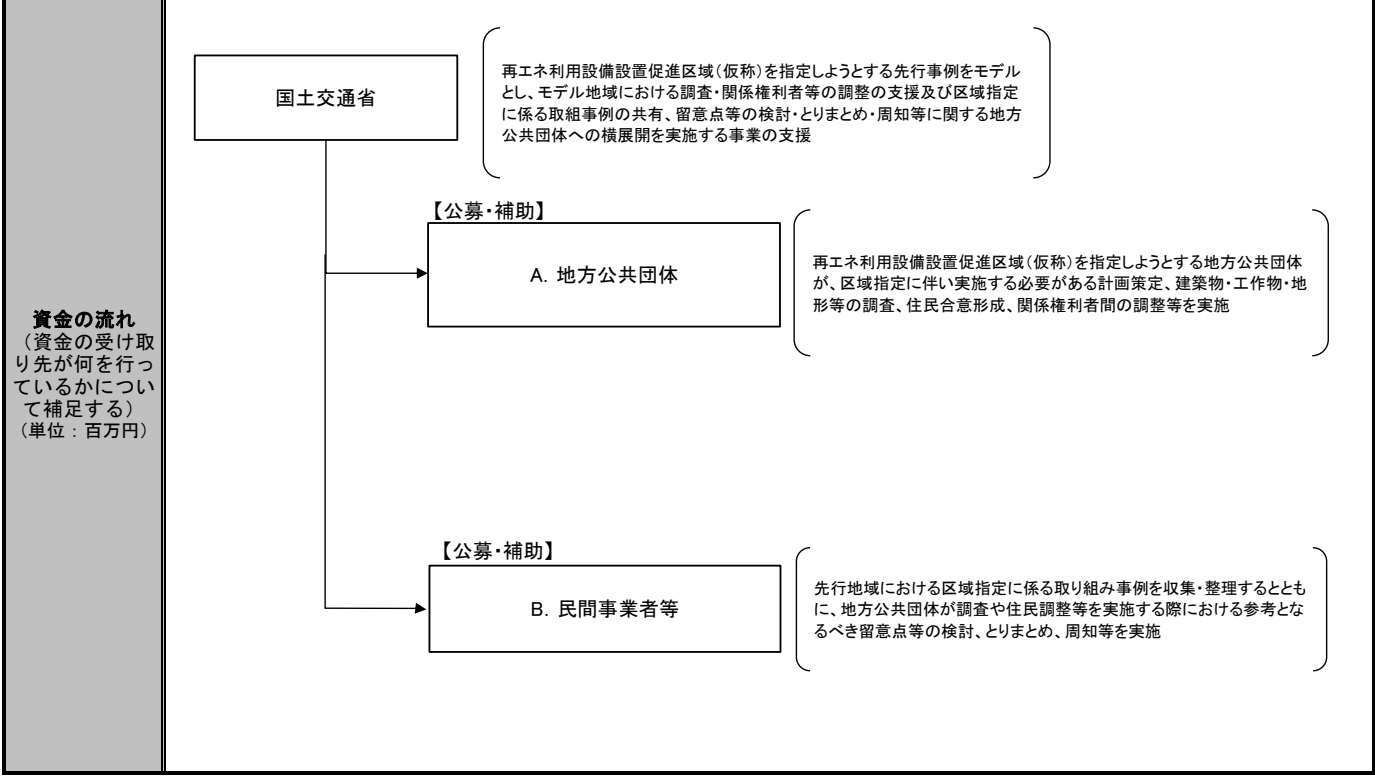 資金の流れ
（資金の受け取
り先が何を行っ
ているかについ
て補足する）
（単位：百万円）
国土交通省
再エネ利用設備設置促進区域（仮称）を指定しようとする先行事例をモデル
とし、モデル地域における調査・関係権利者等の調整の支援及び区域指定
に係る取組事例の共有、留意点等の検討・とりまとめ・周知等に関する地方
公共団体への横展開を実施する事業の支援
【公募・補助】
A. 地方公共団体
再エネ利用設備設置促進区域（仮称）を指定しようとする地方公共団体
が、区域指定に伴い実施する必要がある計画策定、建築物・工作物・地
形等の調査、住民合意形成、関係権利者間の調整等を実施
【公募・補助】
B. 民間事業者等
先行地域における区域指定に係る取り組み事例を収集・整理するととも
に、地方公共団体が調査や住民調整等を実施する際における参考とな
るべき留意点等の検討、とりまとめ、周知等を実施